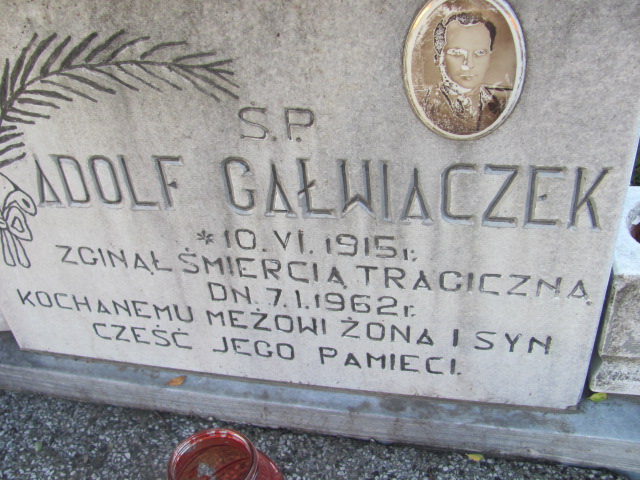 Ś.P.
ADOLF GAŁWIACZEK
*10.VI.1915r.
ZGINĄŁ ŚMIERCIĄ TRAGICZNĄ
DN. 7.I.1962r.
KOCHANEMU MĘŻOWI ŻONA I SYN
CZEŚĆ JEGO PAMIĘCI.